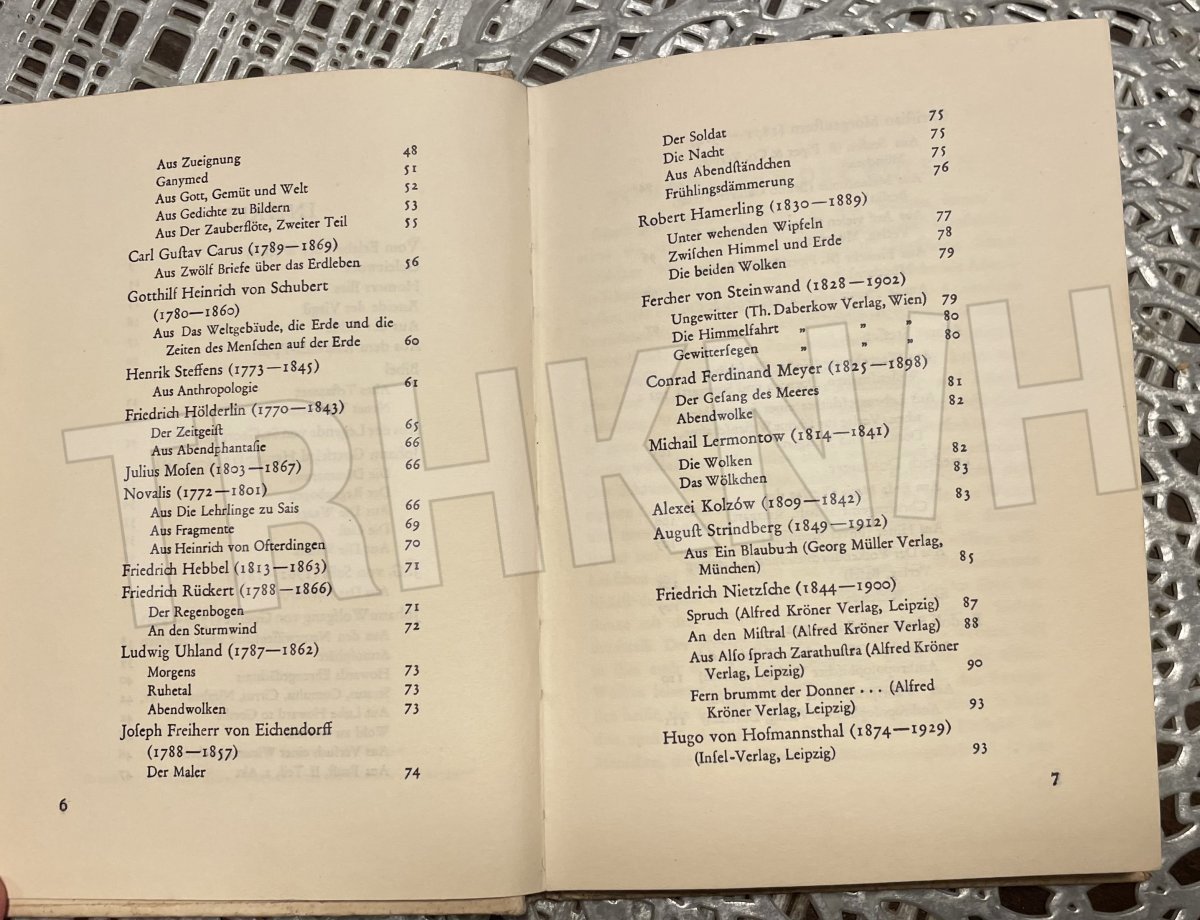 Aus Zueignung 48
Ganymed 51
Aus Gott, Gemüt und Welt 52
Aus Gedichte zu Bildern 53
Aus Der Zauberflöte, Zweiter Teil 55
Carl Guſtav Carus (1789—1869)
Aus Zwölf Briefe über das Erdleben 56
Gotthilf Heinrich von Schubert
(1780—1860)
Aus Das Weltgebäude, die Erde und die
Zeiten des Menſchen auf der Erde 60
Henrik Steffens (1773—1845)
Aus Anthropologie 61
Friedrich Hölderlin (1770—1843)
Der Zeitgeiſt 65
Aus Abendphantaſie 66
Julius Moſen (1803—1867) 66
Novalis (1772—1801)
Aus Die Lehrlinge zu Sais 66
Aus Fragmente 69
Aus Heinrich von Ofterdingen 70
Friedrich Hebbel (1813—1863) 71
Friedrich Rückert (1788—1866)
Der Regenbogen 71
An den Sturmwind 72
Ludwig Uhland (1787—1862)
Morgens 73
Ruhetal 73
Abendwolken 73
Joſeph Freiherr von Eichendorff
(1788—1857)
Der Maler 74
6
Der Soldat 75
Die Nacht 75
Aus Abendſtändchen 75
Frühlingsdämmerung 76
Robert Hamerling (1830—1889)
Unter wehenden Wipfeln 77
Zwiſchen Himmel und Erde 78
Die beiden Wolken 79
Fercher von Steinwand (1828—1902)
Ungewitter (Th. Daberkow Verlag, Wien) 79
Die Himmelfahrt „ „ „ 80
Gewitterſegen „ „ „ 80
Conrad Ferdinand Meyer (1825—1898)
Der Geſang des Meeres 81
Abendwolke 82
Michail Lermontow (1814—1841)
Die Wolken 82
Das Wölkchen 83
Alexei Kolzów (1809—1842) 83
Auguſt Strindberg (1849—1912)
Aus Ein Blaubuch (Georg Müller Verlag,
München) 85
Friedrich Nietzſche (1844—1900)
Spruch (Alfred Kröner Verlag, Leipzig) 87
An den Miſtral (Alfred Kröner Verlag) 88
Aus Alſo ſprach Zarathuſtra (Alfred Kröner
Verlag, Leipzig) 90
Fern brummt der Donner . . . (Alfred
Kröner Verlag, Leipzig) 93
Hugo von Hofmannsthal (1874—1929)
(Inſel-Verlag, Leipzig) 93
7
TRHKN/H